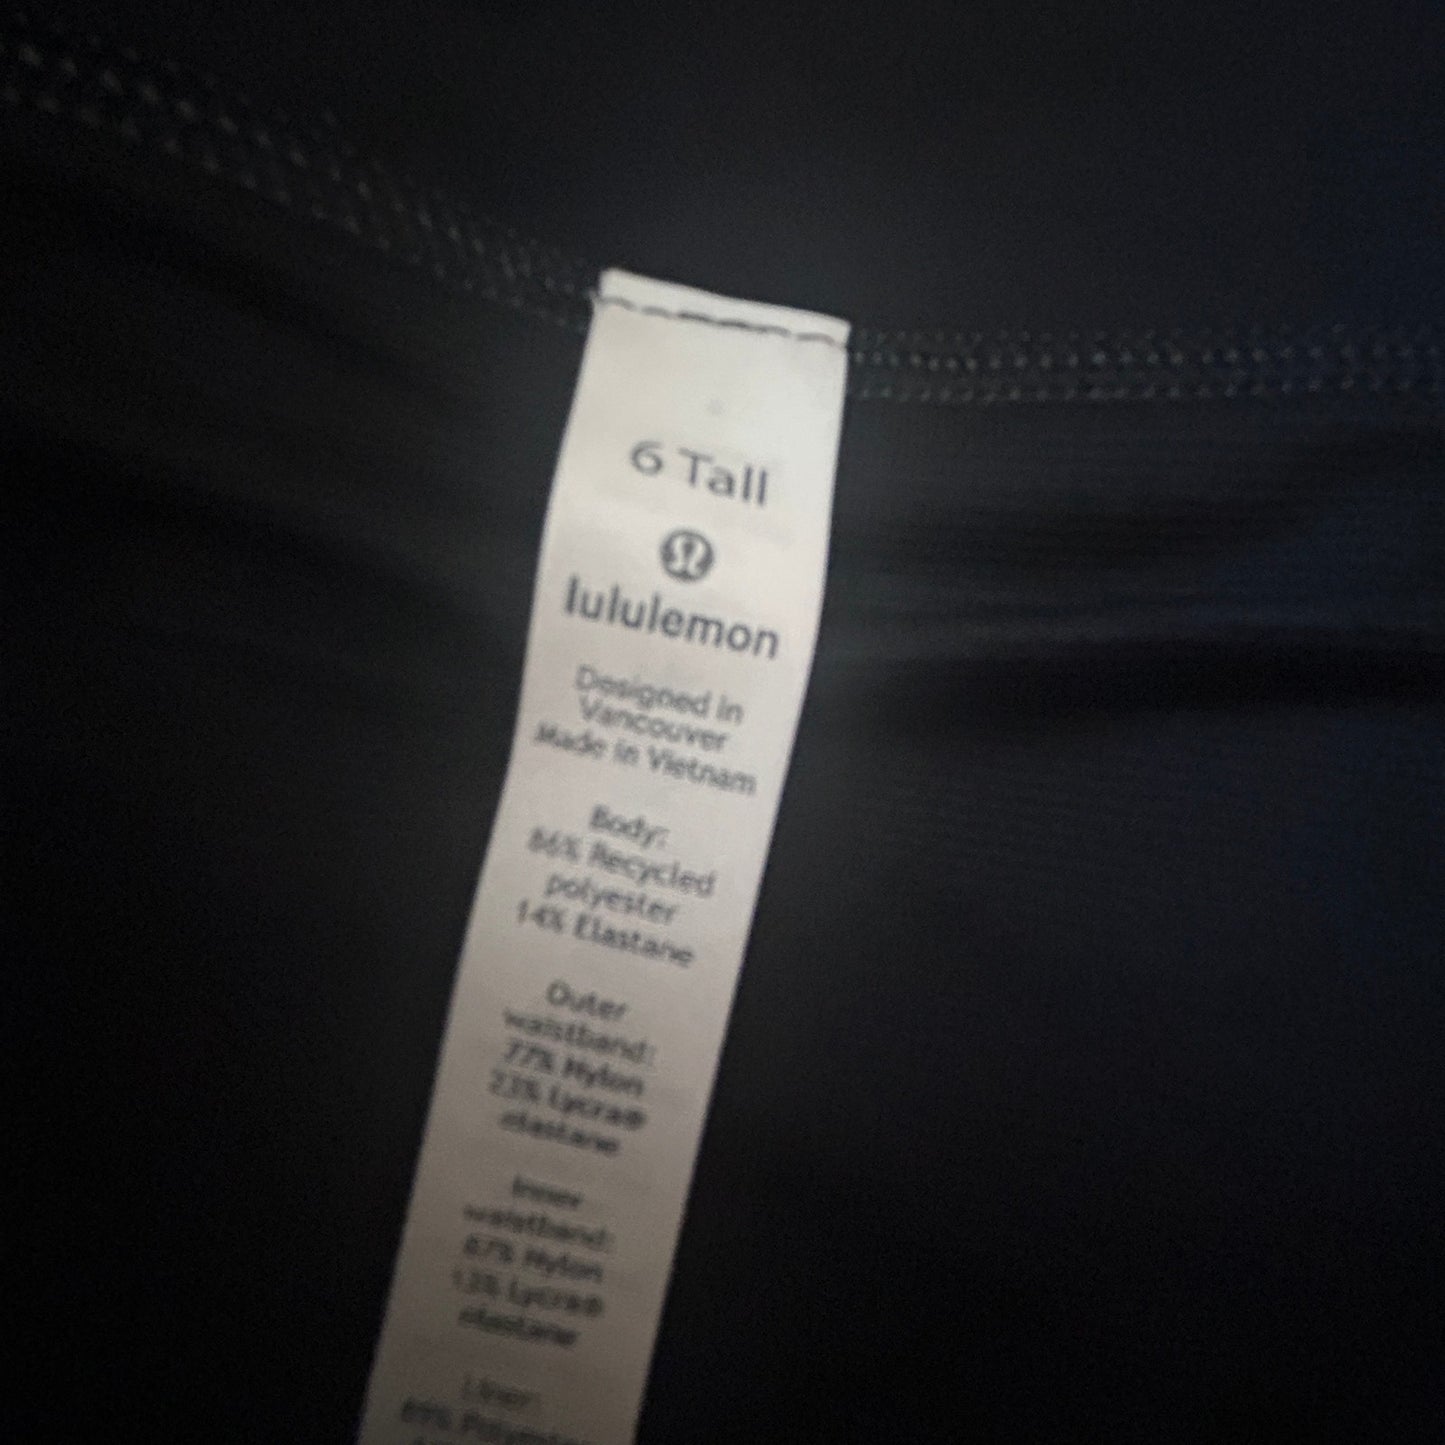 6 Tall
lululemon
Designed in
Vancouver
Made in Vietnam
Body:
86% Recycled
polyester
14% Elastane
Outer
waistband:
77% Nylon
23% Lycra®
elastane
Inner
waistband:
87% Nylon
13% Lycra®
elastane
Liner: